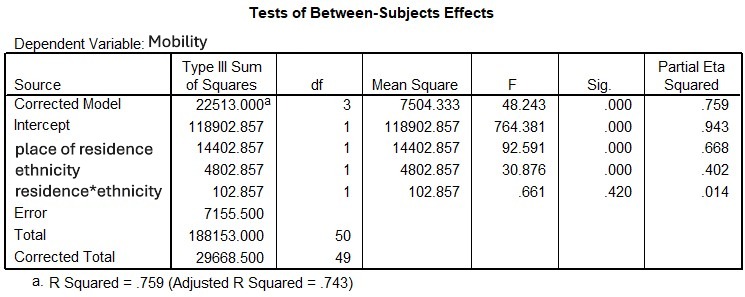 Tests of Between-Subjects Effects
Dependent Variable: Mobility
Source Type III Sum of Squares df Mean Square F Sig. Partial Eta Squared
Corrected Model 22513.000a 3 7504.333 48.243 .000 .759
Intercept 118902.857 1 118902.857 764.381 .000 .943
place of residence 14402.857 1 14402.857 92.591 .000 .668
ethnicity 4802.857 1 4802.857 30.876 .000 .402
residence*ethnicity 102.857 1 102.857 .661 .420 .014
Error 7155.500
Total 188153.000 50
Corrected Total 29668.500 49
a. R Squared = .759 (Adjusted R Squared = .743)